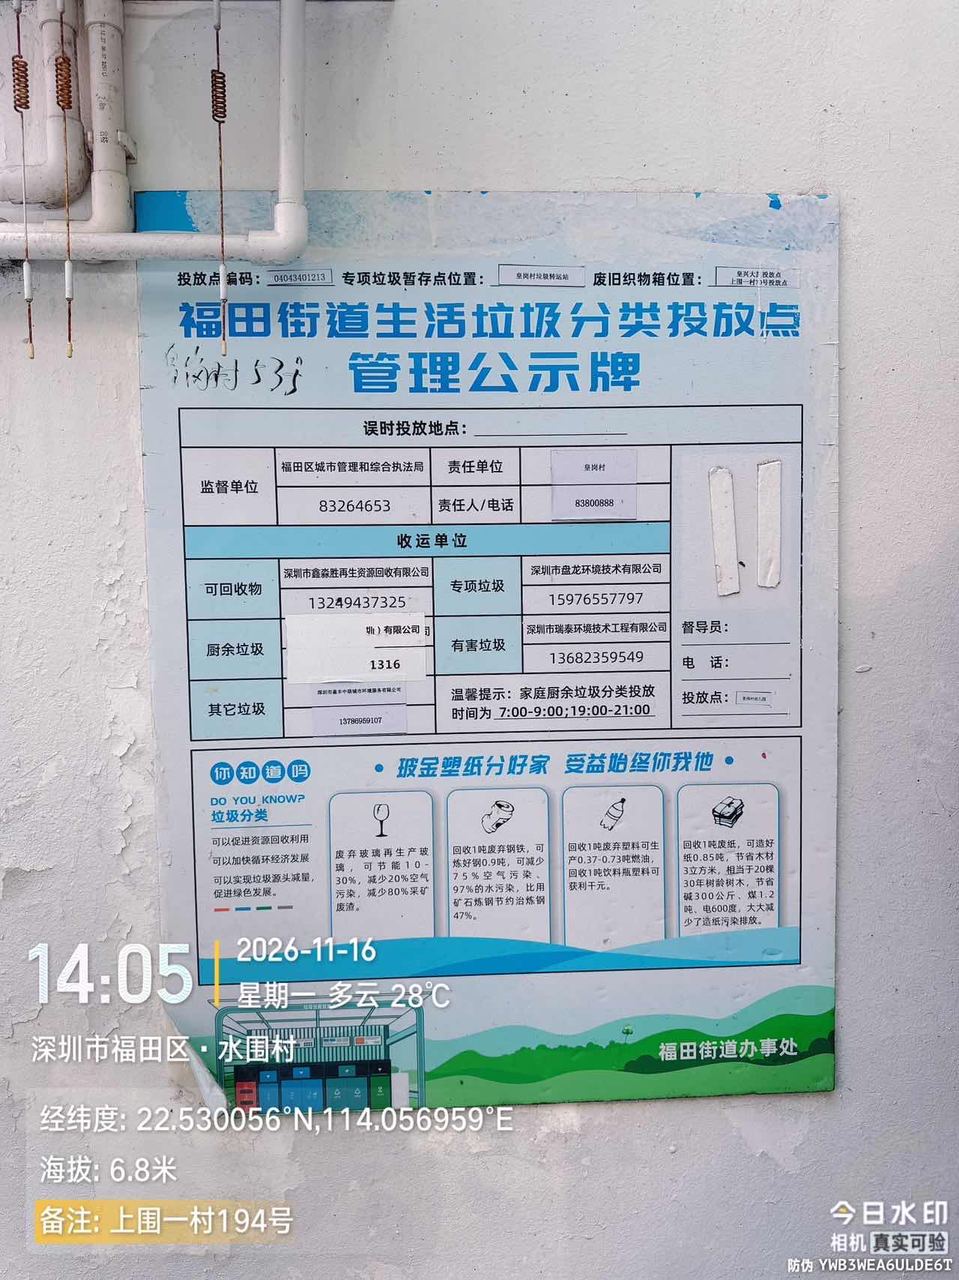 投放点编码：04043401213 专项垃圾暂存点位置：皇岗村垃圾转运站 废旧织物箱位置：
福田街道生活垃圾分类投放点
管理公示牌
皇岗村53号
误时投放地点：
监督单位 福田区城市管理和综合执法局 责任单位 皇岗村
83264653 责任人/电话 83800888
收运单位
可回收物 深圳市鑫淼胜再生资源回收有限公司 专项垃圾 深圳市盘龙环境技术有限公司
13249437325 15976557797
厨余垃圾 有限公司 有害垃圾 深圳市瑞泰环境技术工程有限公司
1316 13682359549
其它垃圾
13786959107
温馨提示：家庭厨余垃圾分类投放
时间为 7:00-9:00;19:00-21:00
督导员：
电 话：
投放点：
你知道吗
DO YOU KNOW?
垃圾分类
可以促进资源回收利用
可以加快循环经济发展
可以实现垃圾源头减量，
促进绿色发展。
• 玻金塑纸分好家 受益始终你我他 •
废弃玻璃再生产玻
璃，可节能10-
30%，减少20%空气
污染，减少80%采矿
废渣。
回收1吨废弃钢铁，可
炼好钢0.9吨，可减少
75%空气污染、
97%的水污染，比用
矿石炼钢节约冶炼钢
47%。
回收1吨废弃塑料可生
产0.37-0.73吨燃油，
回收1吨饮料瓶塑料可
获利千元。
回收1吨废纸，可造好
纸0.85吨，节省木材
3立方米，相当于20棵
30年树龄树木，节省
碱300公斤、煤1.2
吨、电600度，大大减
少了造纸污染排放。
福田街道办事处
14:05
2026-11-16
星期一 多云 28℃
深圳市福田区·水围村
经纬度: 22.530056°N,114.056959°E
海拔: 6.8米
备注: 上围一村194号
今日水印
相机 真实可验
防伪 YWB3WEA6ULDE6T